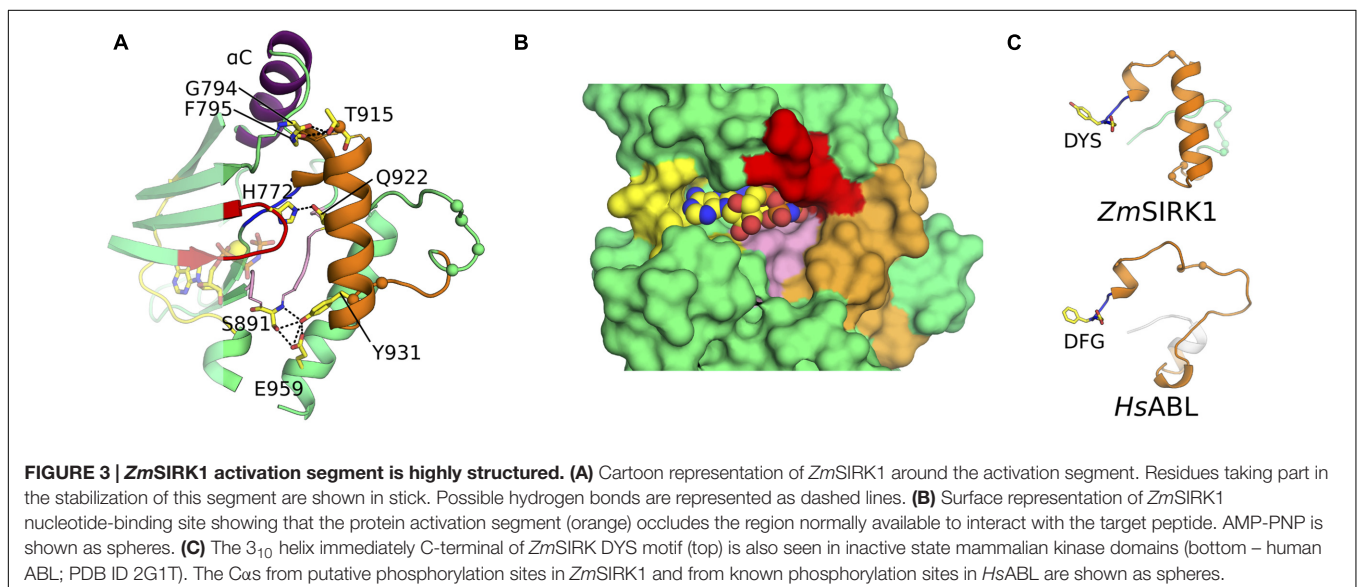 A
B
C
αC
G794
F795
T915
H772
Q922
S891
Y931
E959
DYS
ZmSIRK1
DFG
HsABL
FIGURE 3 | ZmSIRK1 activation segment is highly structured. (A) Cartoon representation of ZmSIRK1 around the activation segment. Residues taking part in
the stabilization of this segment are shown in stick. Possible hydrogen bonds are represented as dashed lines. (B) Surface representation of ZmSIRK1
nucleotide-binding site showing that the protein activation segment (orange) occludes the region normally available to interact with the target peptide. AMP-PNP is
shown as spheres. (C) The 3₁₀ helix immediately C-terminal of ZmSIRK DYS motif (top) is also seen in inactive state mammalian kinase domains (bottom – human
ABL; PDB ID 2G1T). The Cαs from putative phosphorylation sites in ZmSIRK1 and from known phosphorylation sites in HsABL are shown as spheres.